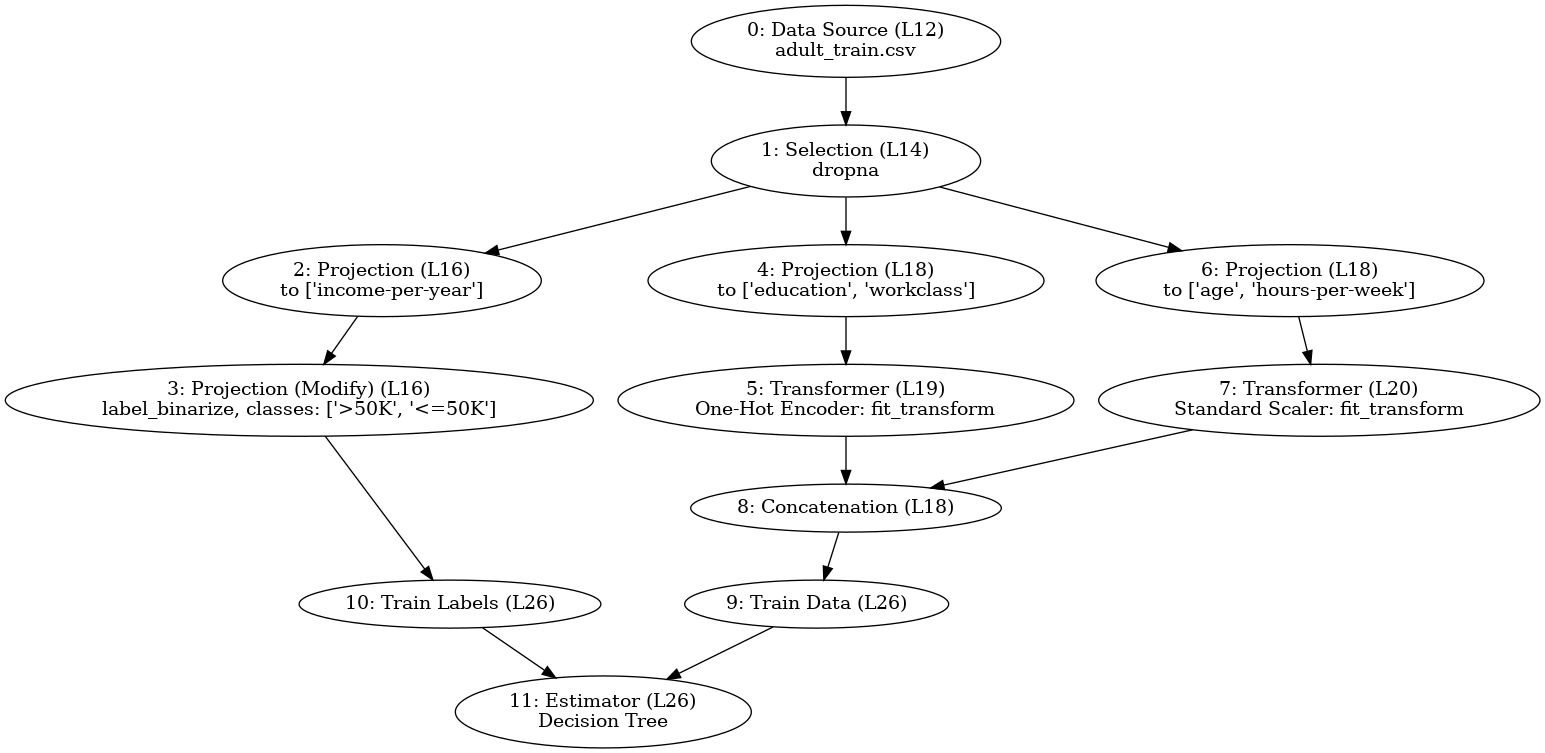 0: Data Source (L12)
adult_train.csv
1: Selection (L14)
dropna
2: Projection (L16)
to ['income-per-year']
4: Projection (L18)
to ['education', 'workclass']
6: Projection (L18)
to ['age', 'hours-per-week']
3: Projection (Modify) (L16)
label_binarize, classes: ['>50K', '<=50K']
5: Transformer (L19)
One-Hot Encoder: fit_transform
7: Transformer (L20)
Standard Scaler: fit_transform
8: Concatenation (L18)
10: Train Labels (L26)
9: Train Data (L26)
11: Estimator (L26)
Decision Tree